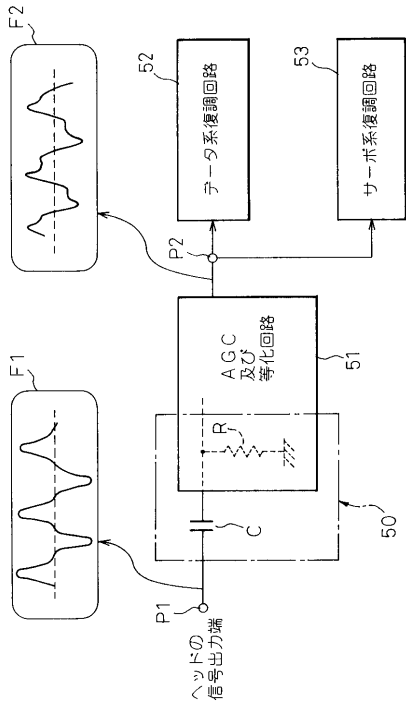 F1
F2
P1
ヘッドの
信号出力端
C
R
50
AGC
及び
等化回路
51
P2
データ系復調回路
52
サーボ系復調回路
53